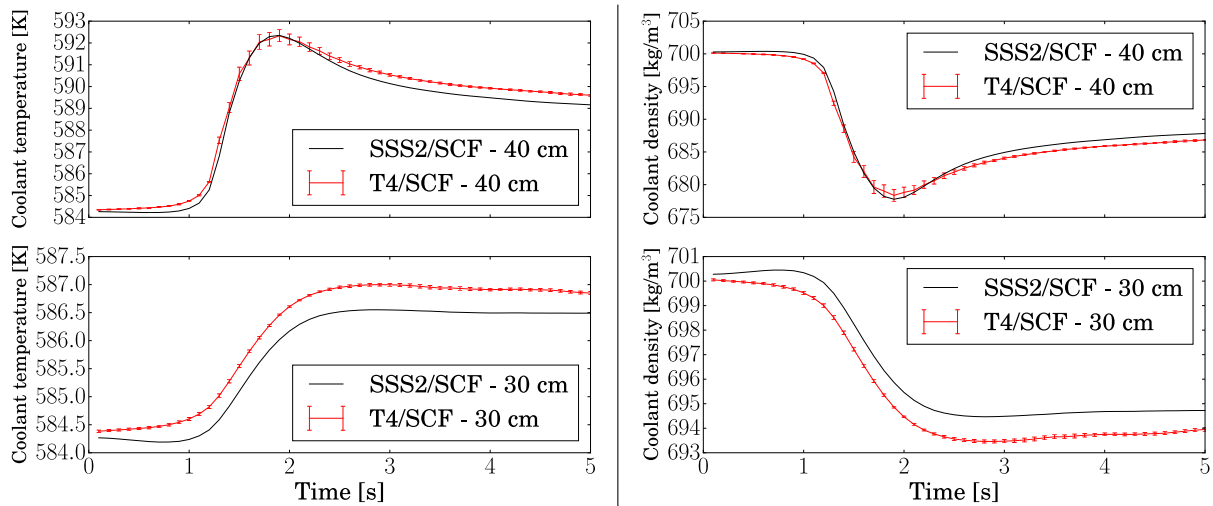 Coolant temperature [K]
593
592
591
590
589
588
587
586
585
584
SSS2/SCF - 40 cm
T4/SCF - 40 cm
Coolant temperature [K]
587.5
587.0
586.5
586.0
585.5
585.0
584.5
584.0
SSS2/SCF - 30 cm
T4/SCF - 30 cm
0 1 2 3 4 5
Time [s]
Coolant density [kg/m³]
705
700
695
690
685
680
675
SSS2/SCF - 40 cm
T4/SCF - 40 cm
Coolant density [kg/m³]
701
700
699
698
697
696
695
694
693
SSS2/SCF - 30 cm
T4/SCF - 30 cm
0 1 2 3 4 5
Time [s]